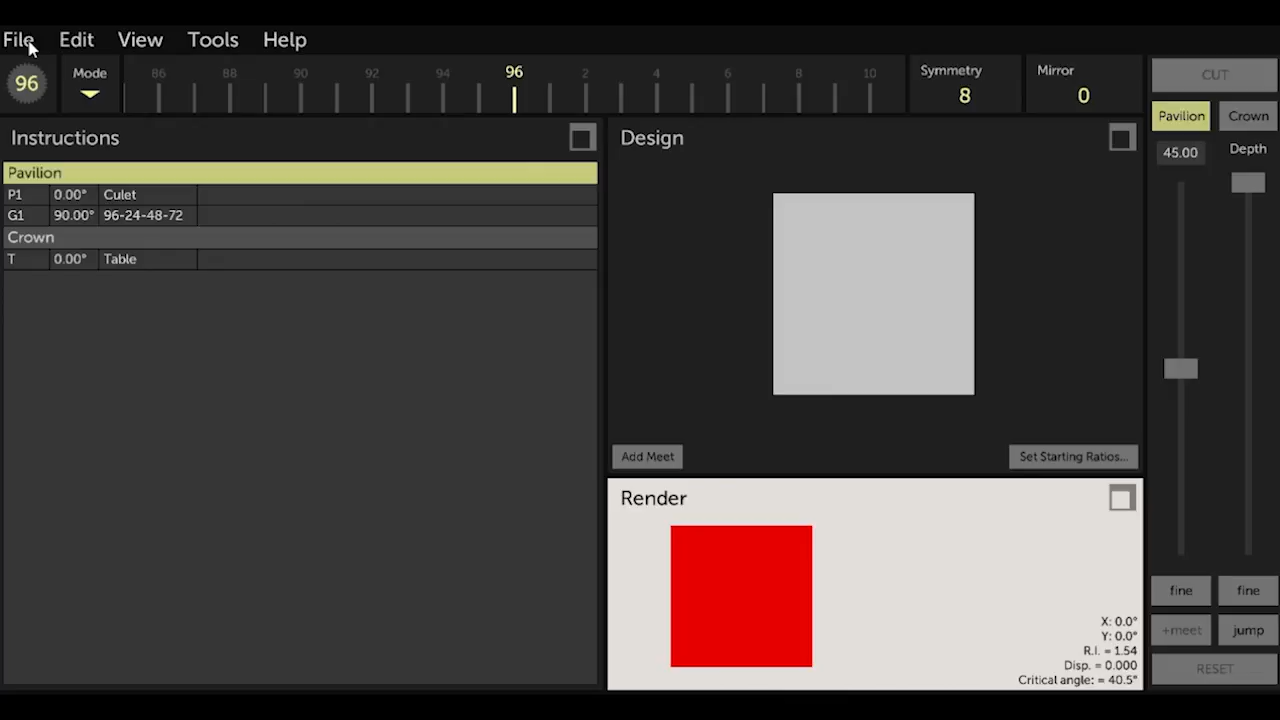 File Edit View Tools Help
96 Mode 86 88 90 92 94 96 2 4 6 8 10 Symmetry 8 Mirror 0 CUT
Pavilion Crown
Instructions
Design
45.00 Depth
Pavilion
P1 0.00° Culet
G1 90.00° 96-24-48-72
Crown
T 0.00° Table
Add Meet Set Starting Ratios...
Render
X: 0.0°
Y: 0.0°
R.I. = 1.54
Disp. = 0.000
Critical angle: = 40.5°
fine fine
+meet jump
RESET